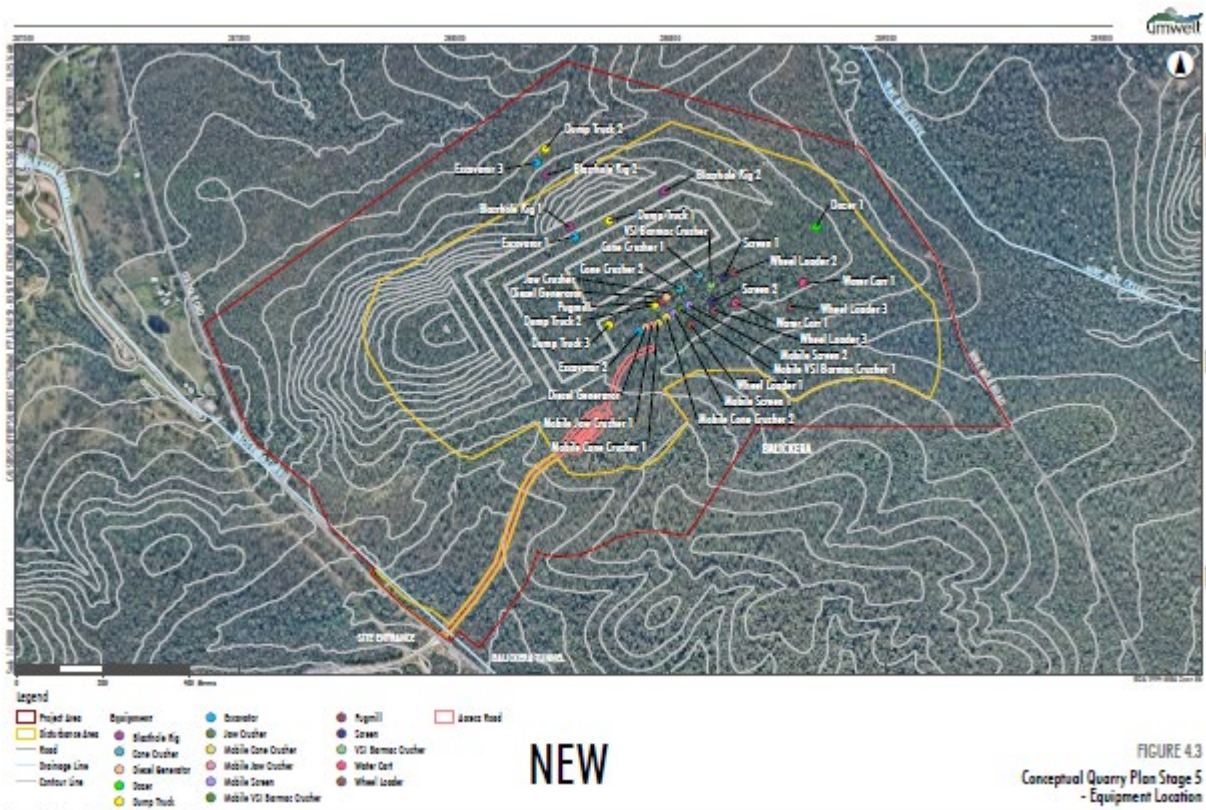 umwelt
Dump Truck 2
Excavator 3
Blasthole Rig 2
Blasthole Rig 2
Blasthole Rig 1
Dump Truck 1
Dozer 1
VSI Barmac Crusher
Excavator 1
Cone Crusher 1
Screen 1
Cone Crusher 2
Wheel Loader 2
Jaw Crusher
Water Cart 1
Diesel Generator
Screen 2
Pugmill
Wheel Loader 3
Dump Truck 2
Water Cart 1
Dump Truck 3
Wheel Loader 3
Mobile Screen 2
Excavator 2
Mobile VSI Barmac Crusher 1
Wheel Loader 1
Diesel Generator
Mobile Screen 1
Mobile Jaw Crusher 1
Mobile Cone Crusher 2
Mobile Cone Crusher 1
BALICKERA
SITE ENTRANCE
BALICKERA TUNNEL
Legend
Project Area
Disturbance Area
Road
Drainage Line
Contour Line
Equipment
Blasthole Rig
Cone Crusher
Diesel Generator
Dozer
Dump Truck
Excavator
Jaw Crusher
Mobile Cone Crusher
Mobile Jaw Crusher
Mobile Screen
Mobile VSI Barmac Crusher
Pugmill
Screen
VSI Barmac Crusher
Water Cart
Wheel Loader
Access Road
NEW
FIGURE 4.3
Conceptual Quarry Plan Stage 5
- Equipment Location